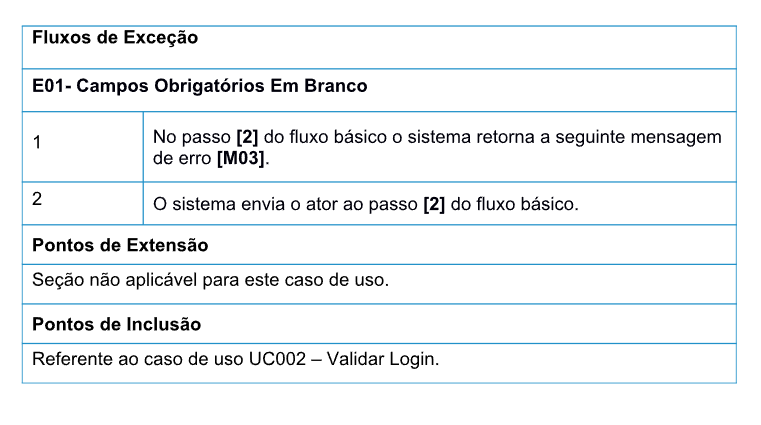 Fluxos de Exceção
E01- Campos Obrigatórios Em Branco
1
No passo [2] do fluxo básico o sistema retorna a seguinte mensagem
de erro [M03].
2
O sistema envia o ator ao passo [2] do fluxo básico.
Pontos de Extensão
Seção não aplicável para este caso de uso.
Pontos de Inclusão
Referente ao caso de uso UC002 – Validar Login.